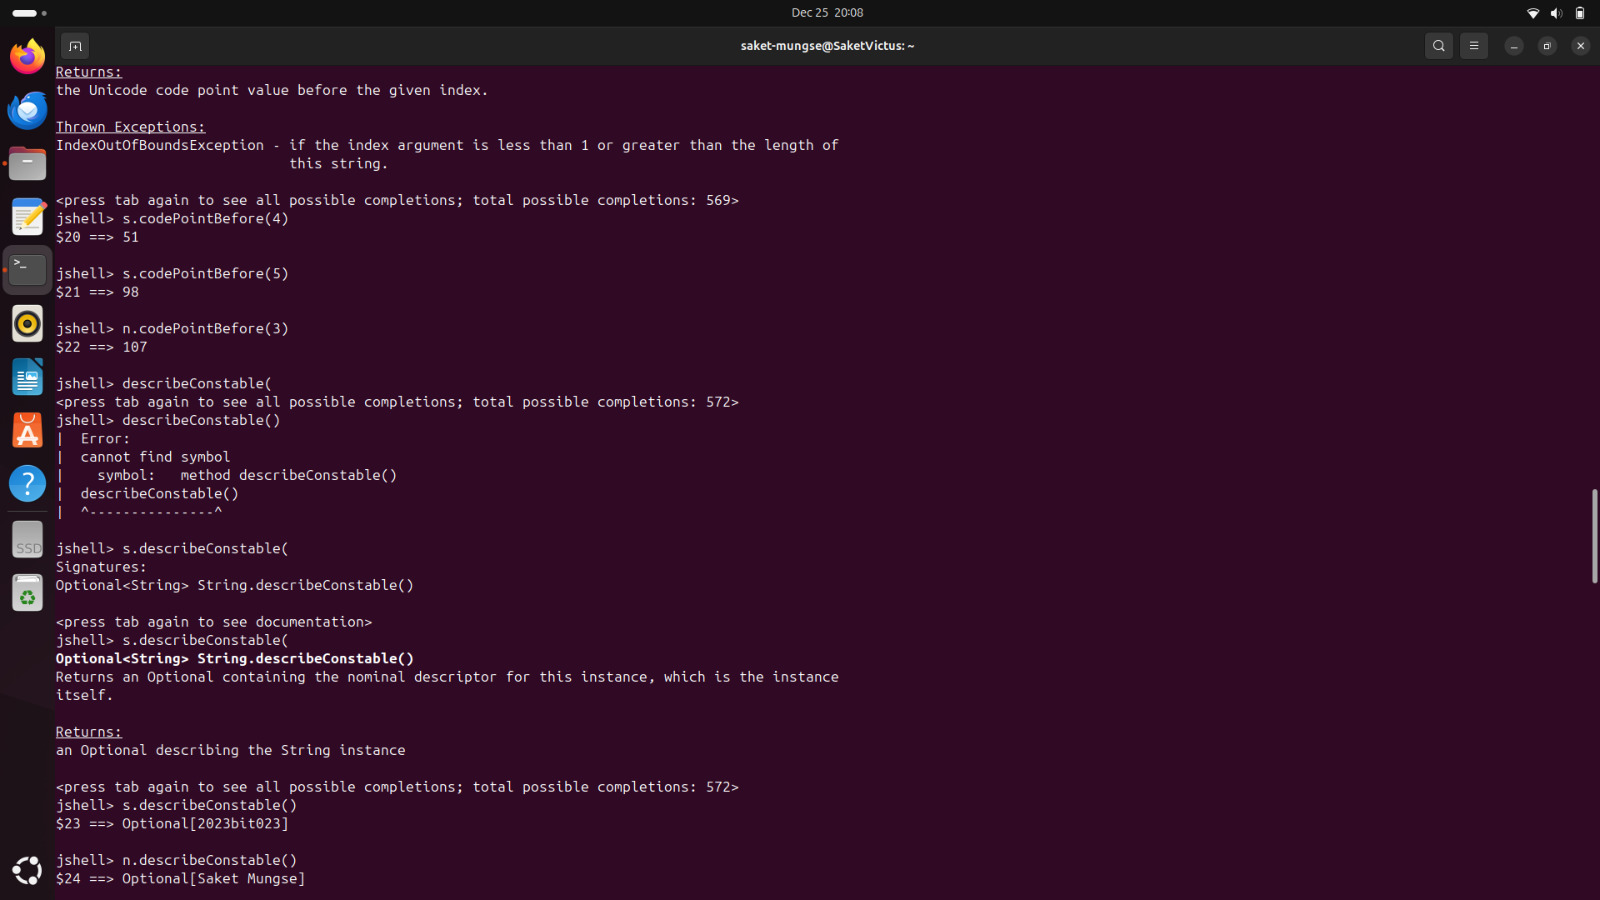 Dec 25 20:08
saket-mungse@SaketVictus: ~
Returns:
the Unicode code point value before the given index.
Thrown Exceptions:
IndexOutOfBoundsException - if the index argument is less than 1 or greater than the length of
this string.
<press tab again to see all possible completions; total possible completions: 569>
jshell> s.codePointBefore(4)
$20 ==> 51
jshell> s.codePointBefore(5)
$21 ==> 98
jshell> n.codePointBefore(3)
$22 ==> 107
jshell> describeConstable(
<press tab again to see all possible completions; total possible completions: 572>
jshell> describeConstable()
|  Error:
|  cannot find symbol
|    symbol:   method describeConstable()
|  describeConstable()
|  ^---------------^
jshell> s.describeConstable(
Signatures:
Optional<String> String.describeConstable()
<press tab again to see documentation>
jshell> s.describeConstable(
Optional<String> String.describeConstable()
Returns an Optional containing the nominal descriptor for this instance, which is the instance
itself.
Returns:
an Optional describing the String instance
<press tab again to see all possible completions; total possible completions: 572>
jshell> s.describeConstable()
$23 ==> Optional[2023bit023]
jshell> n.describeConstable()
$24 ==> Optional[Saket Mungse]
SSD